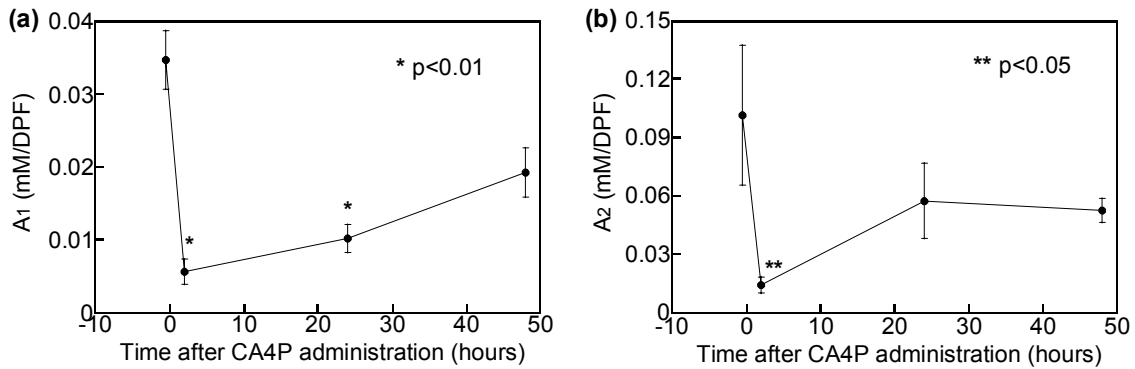 (a)
0.04
0.03
0.02
0.01
0
A1 (mM/DPF)
* p<0.01
*
*
-10 0 10 20 30 40 50
Time after CA4P administration (hours)
(b)
0.15
0.12
0.09
0.06
0.03
0
A2 (mM/DPF)
** p<0.05
**
-10 0 10 20 30 40 50
Time after CA4P administration (hours)